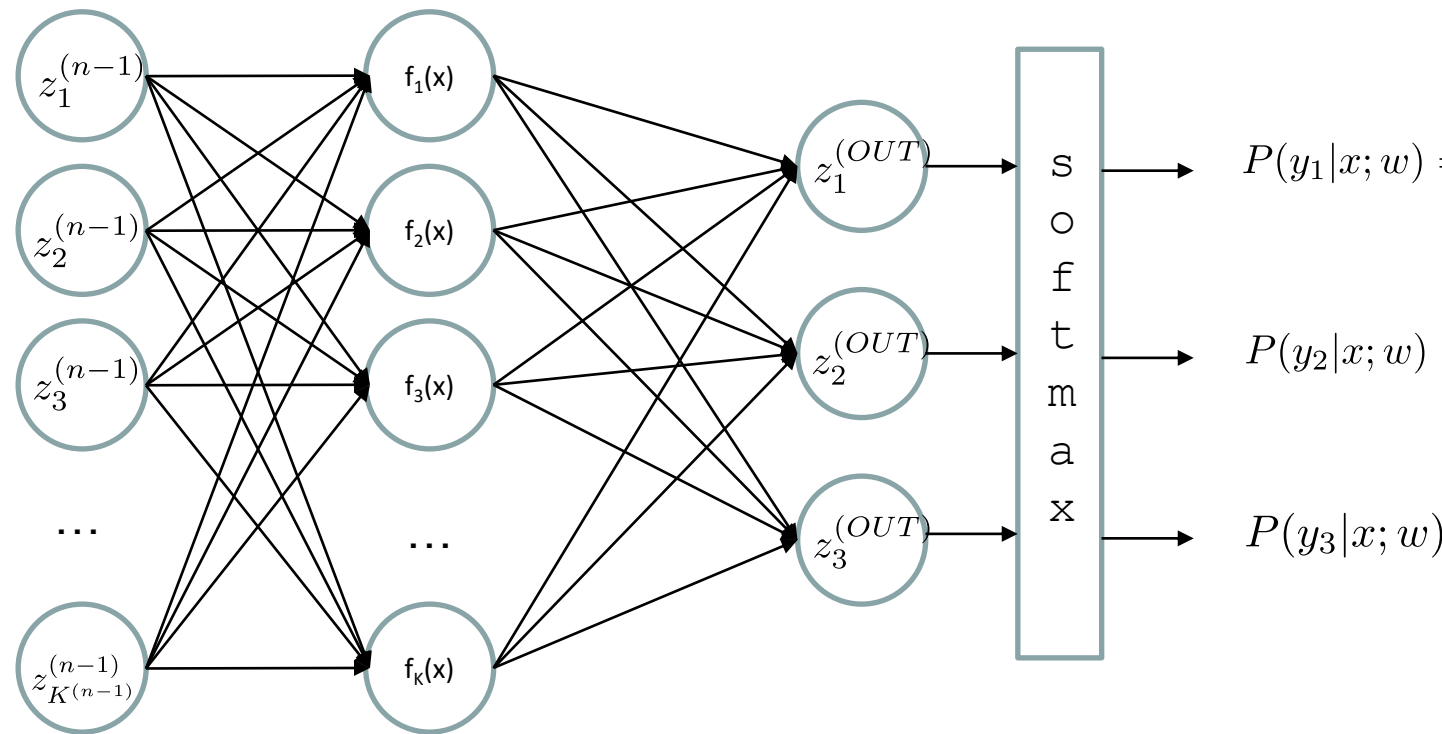 z_1^{(n-1)}
z_2^{(n-1)}
z_3^{(n-1)}
...
z_{K^{(n-1)}}^{(n-1)}
f₁(x)
f₂(x)
f₃(x)
...
f_K(x)
z_1^{(OUT)}
z_2^{(OUT)}
z_3^{(OUT)}
s
o
f
t
m
a
x
P(y_1|x; w) =
P(y_2|x; w)
P(y_3|x; w)